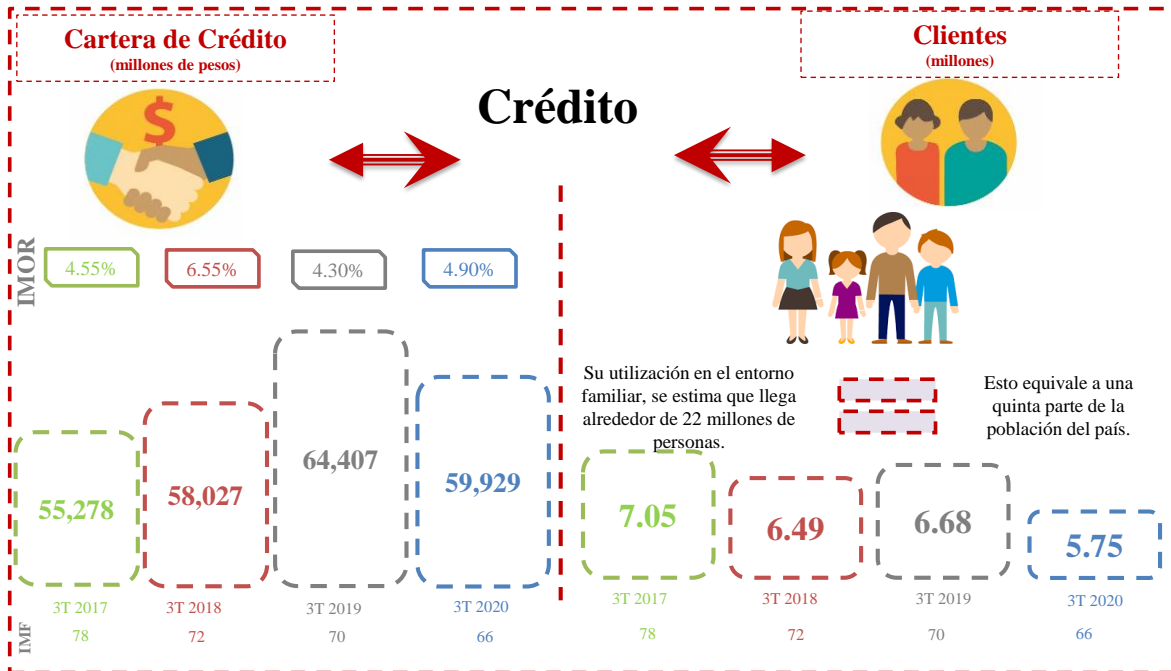 Cartera de Crédito
(millones de pesos)
Clientes
(millones)
Crédito
$
IMOR
4.55%
6.55%
4.30%
4.90%
Su utilización en el entorno
familiar, se estima que llega
alrededor de 22 millones de
personas.
Esto equivale a una
quinta parte de la
población del país.
55,278
58,027
64,407
59,929
7.05
6.49
6.68
5.75
3T 2017
3T 2018
3T 2019
3T 2020
3T 2017
3T 2018
3T 2019
3T 2020
IMF
78
72
70
66
78
72
70
66